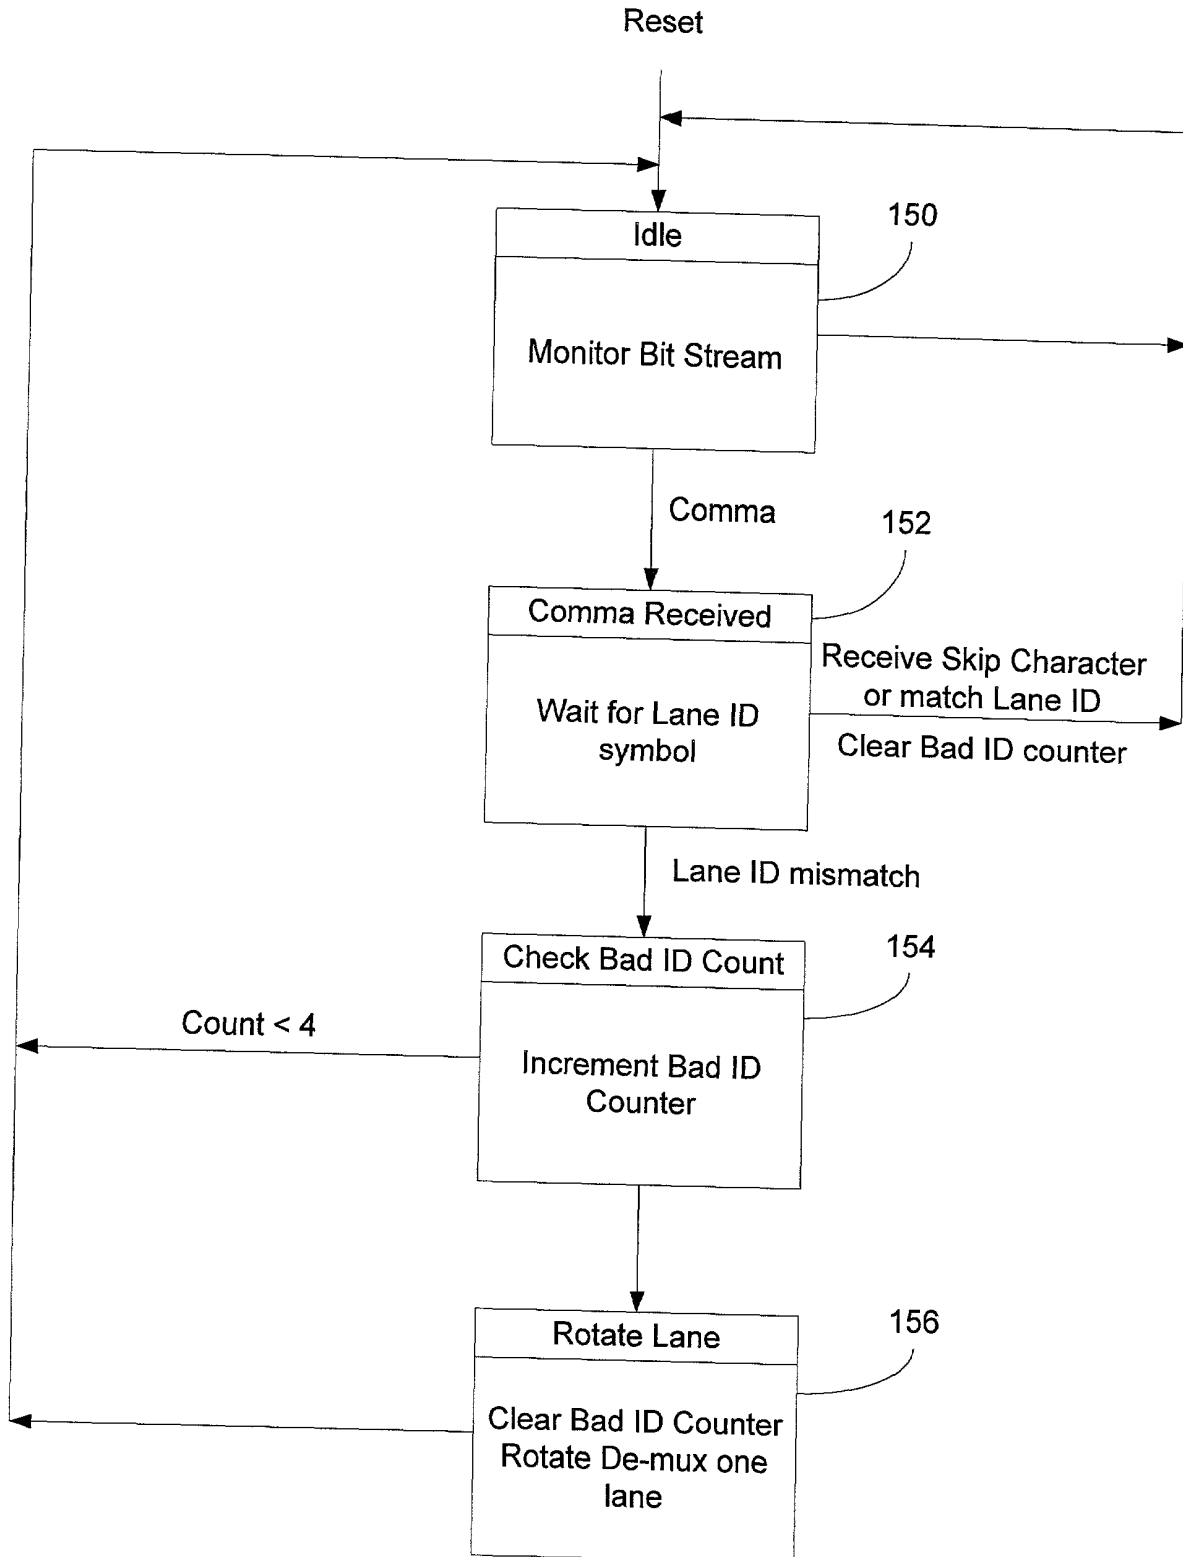 Reset
150
Idle
Monitor Bit Stream
Comma
152
Comma Received
Wait for Lane ID
symbol
Receive Skip Character
or match Lane ID
Clear Bad ID counter
Lane ID mismatch
154
Check Bad ID Count
Count < 4
Increment Bad ID
Counter
156
Rotate Lane
Clear Bad ID Counter
Rotate De-mux one
lane